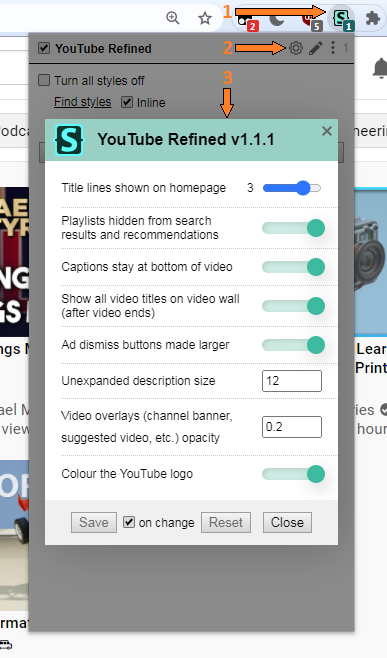 1
S
2
5
1
YouTube Refined
2
1
Turn all styles off
3
Find styles
Inline
S
YouTube Refined v1.1.1
×
Podca
neering
Title lines shown on homepage
3
Playlists hidden from search
results and recommendations
Captions stay at bottom of video
Show all video titles on video wall
(after video ends)
Ad dismiss buttons made larger
ngs M
Lear
Print
Unexpanded description size
12
ael M
view
hour
Video overlays (channel banner,
suggested video, etc.) opacity
0.2
Colour the YouTube logo
Save
on change
Reset
Close
rmat